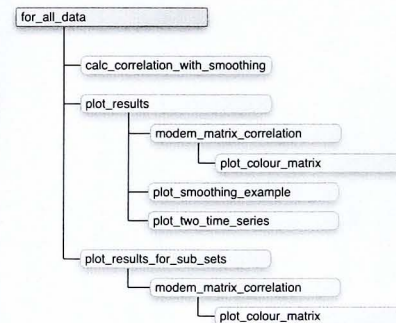 for_all_data
calc_correlation_with_smoothing
plot_results
modern_matrix_correlation
plot_colour_matrix
plot_smoothing_example
plot_two_time_series
plot_results_for_sub_sets
modern_matrix_correlation
plot_colour_matrix